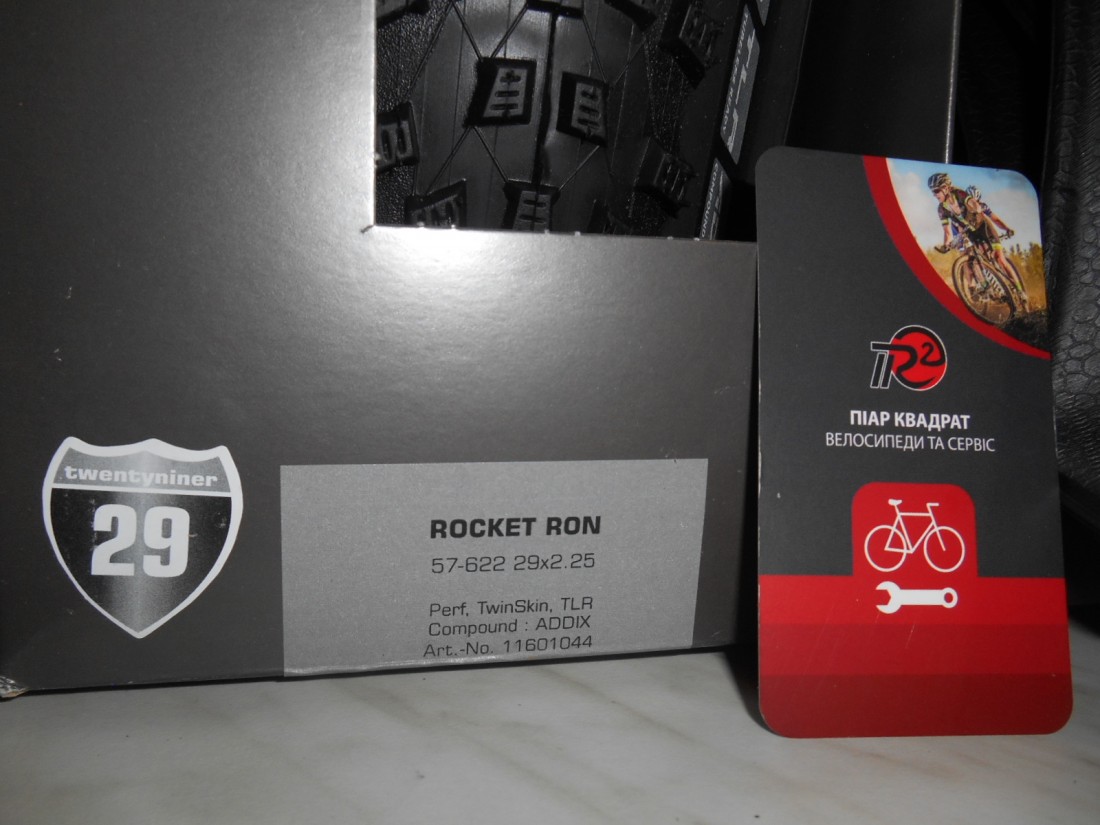 twentyniner
29
ROCKET RON
57-622 29x2.25
Perf, TwinSkin, TLR
Compound : ADDIX
Art.-No. 11601044
ПR2
ПІАР КВАДРАТ
ВЕЛОСИПЕДИ ТА СЕРВІС